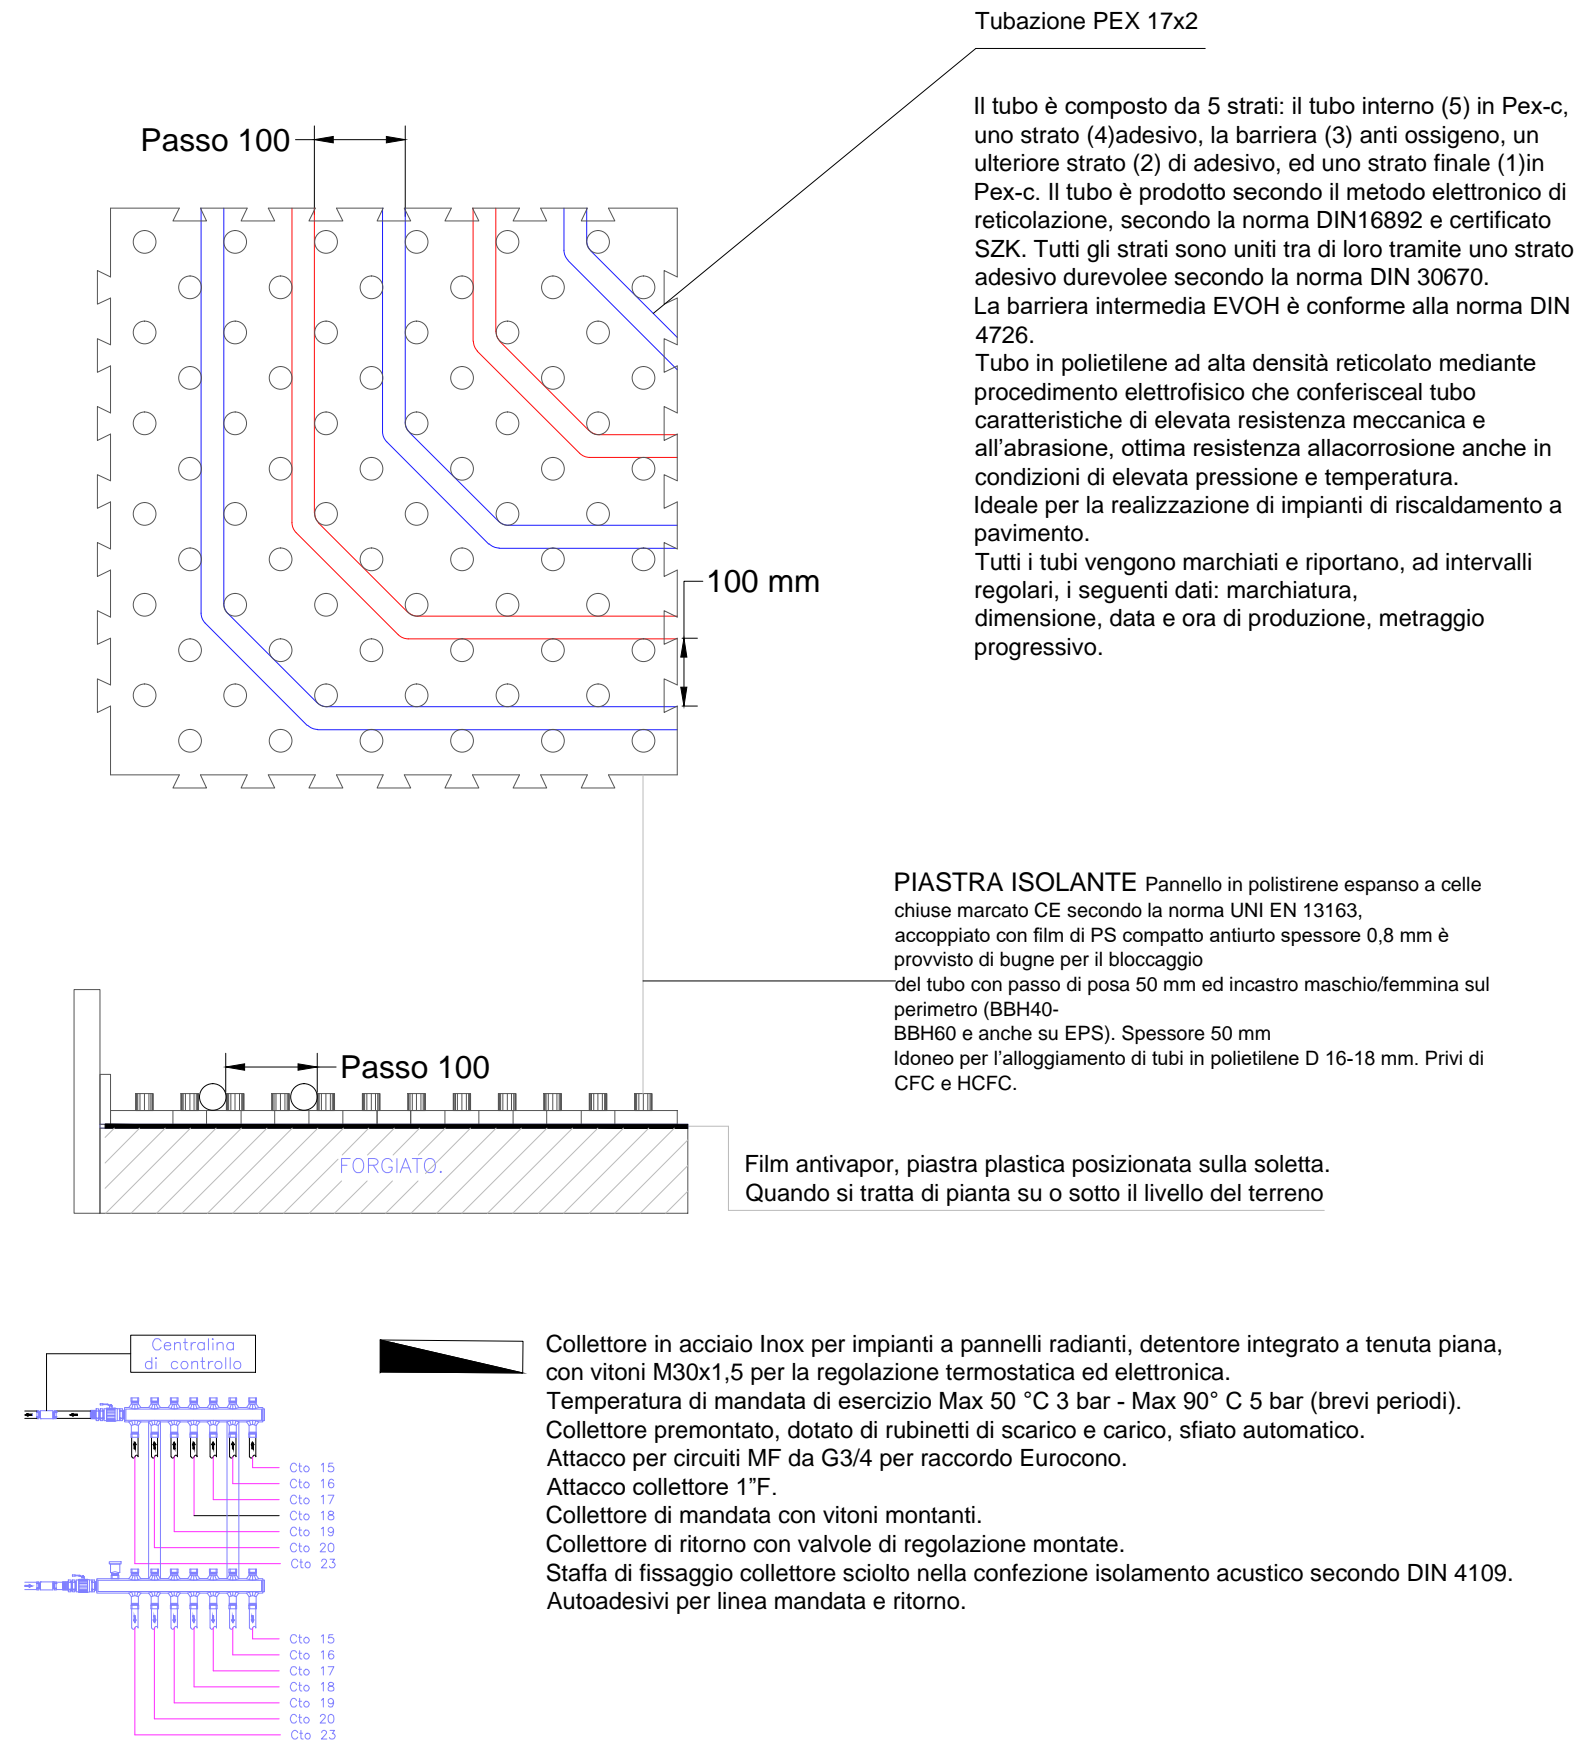 Tubazione PEX 17x2
Il tubo è composto da 5 strati: il tubo interno (5) in Pex-c,
uno strato (4)adesivo, la barriera (3) anti ossigeno, un
ulteriore strato (2) di adesivo, ed uno strato finale (1)in
Pex-c. Il tubo è prodotto secondo il metodo elettronico di
reticolazione, secondo la norma DIN16892 e certificato
SZK. Tutti gli strati sono uniti tra di loro tramite uno strato
adesivo durevolee secondo la norma DIN 30670.
La barriera intermedia EVOH è conforme alla norma DIN
4726.
Tubo in polietilene ad alta densità reticolato mediante
procedimento elettrofisico che conferisceal tubo
caratteristiche di elevata resistenza meccanica e
all'abrasione, ottima resistenza allacorrosione anche in
condizioni di elevata pressione e temperatura.
Ideale per la realizzazione di impianti di riscaldamento a
pavimento.
Tutti i tubi vengono marchiati e riportano, ad intervalli
regolari, i seguenti dati: marchiatura,
dimensione, data e ora di produzione, metraggio
progressivo.
Passo 100
100 mm
PIASTRA ISOLANTE Pannello in polistirene espanso a celle
chiuse marcato CE secondo la norma UNI EN 13163,
accoppiato con film di PS compatto antiurto spessore 0,8 mm è
provvisto di bugne per il bloccaggio
del tubo con passo di posa 50 mm ed incastro maschio/femmina sul
perimetro (BBH40-
BBH60 e anche su EPS). Spessore 50 mm
Idoneo per l'alloggiamento di tubi in polietilene D 16-18 mm. Privi di
CFC e HCFC.
Passo 100
FORGIATO.
Film antivapor, piastra plastica posizionata sulla soletta.
Quando si tratta di pianta su o sotto il livello del terreno
Centralina
di controllo
Cto 15
Cto 16
Cto 17
Cto 18
Cto 19
Cto 20
Cto 23
Cto 15
Cto 16
Cto 17
Cto 18
Cto 19
Cto 20
Cto 23
Collettore in acciaio Inox per impianti a pannelli radianti, detentore integrato a tenuta piana,
con vitoni M30x1,5 per la regolazione termostatica ed elettronica.
Temperatura di mandata di esercizio Max 50 °C 3 bar - Max 90° C 5 bar (brevi periodi).
Collettore premontato, dotato di rubinetti di scarico e carico, sfiato automatico.
Attacco per circuiti MF da G3/4 per raccordo Eurocono.
Attacco collettore 1”F.
Collettore di mandata con vitoni montanti.
Collettore di ritorno con valvole di regolazione montate.
Staffa di fissaggio collettore sciolto nella confezione isolamento acustico secondo DIN 4109.
Autoadesivi per linea mandata e ritorno.